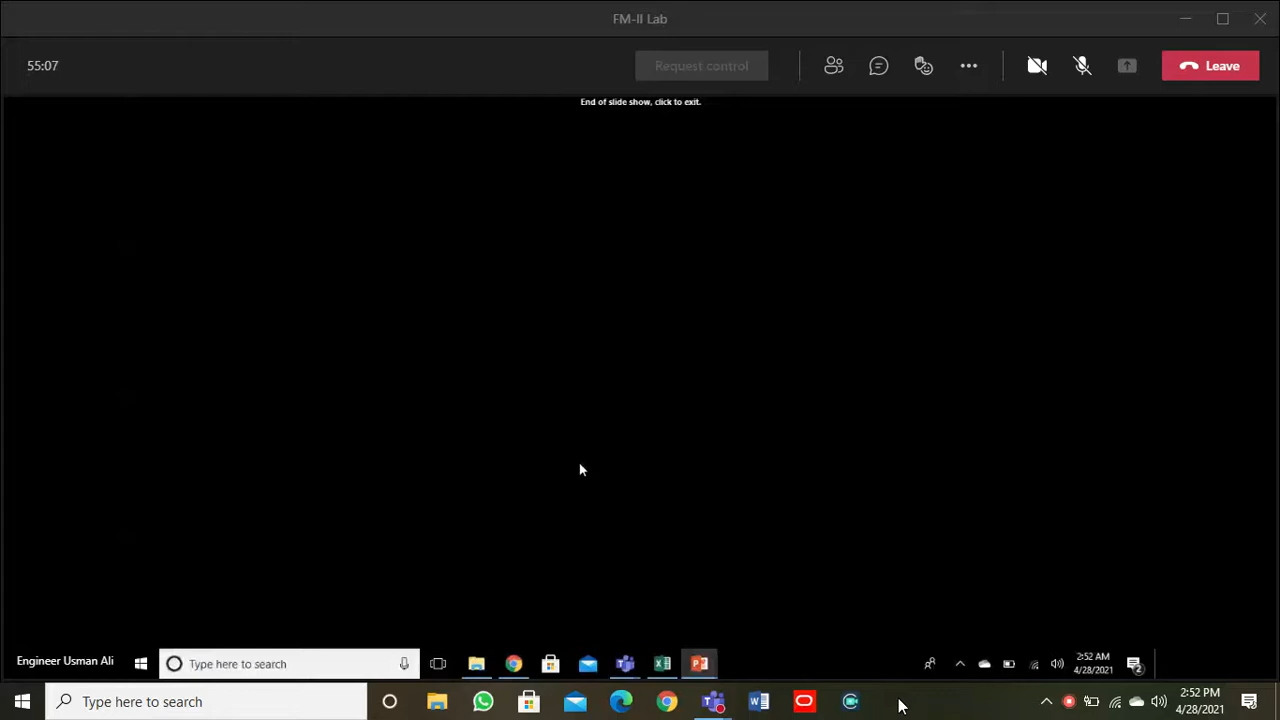 FM-II Lab
55:07
Request control
Leave
End of slide show, click to exit.
Engineer Usman Ali
Type here to search
2:52 AM
4/28/2021
2
Type here to search
2:52 PM
4/28/2021